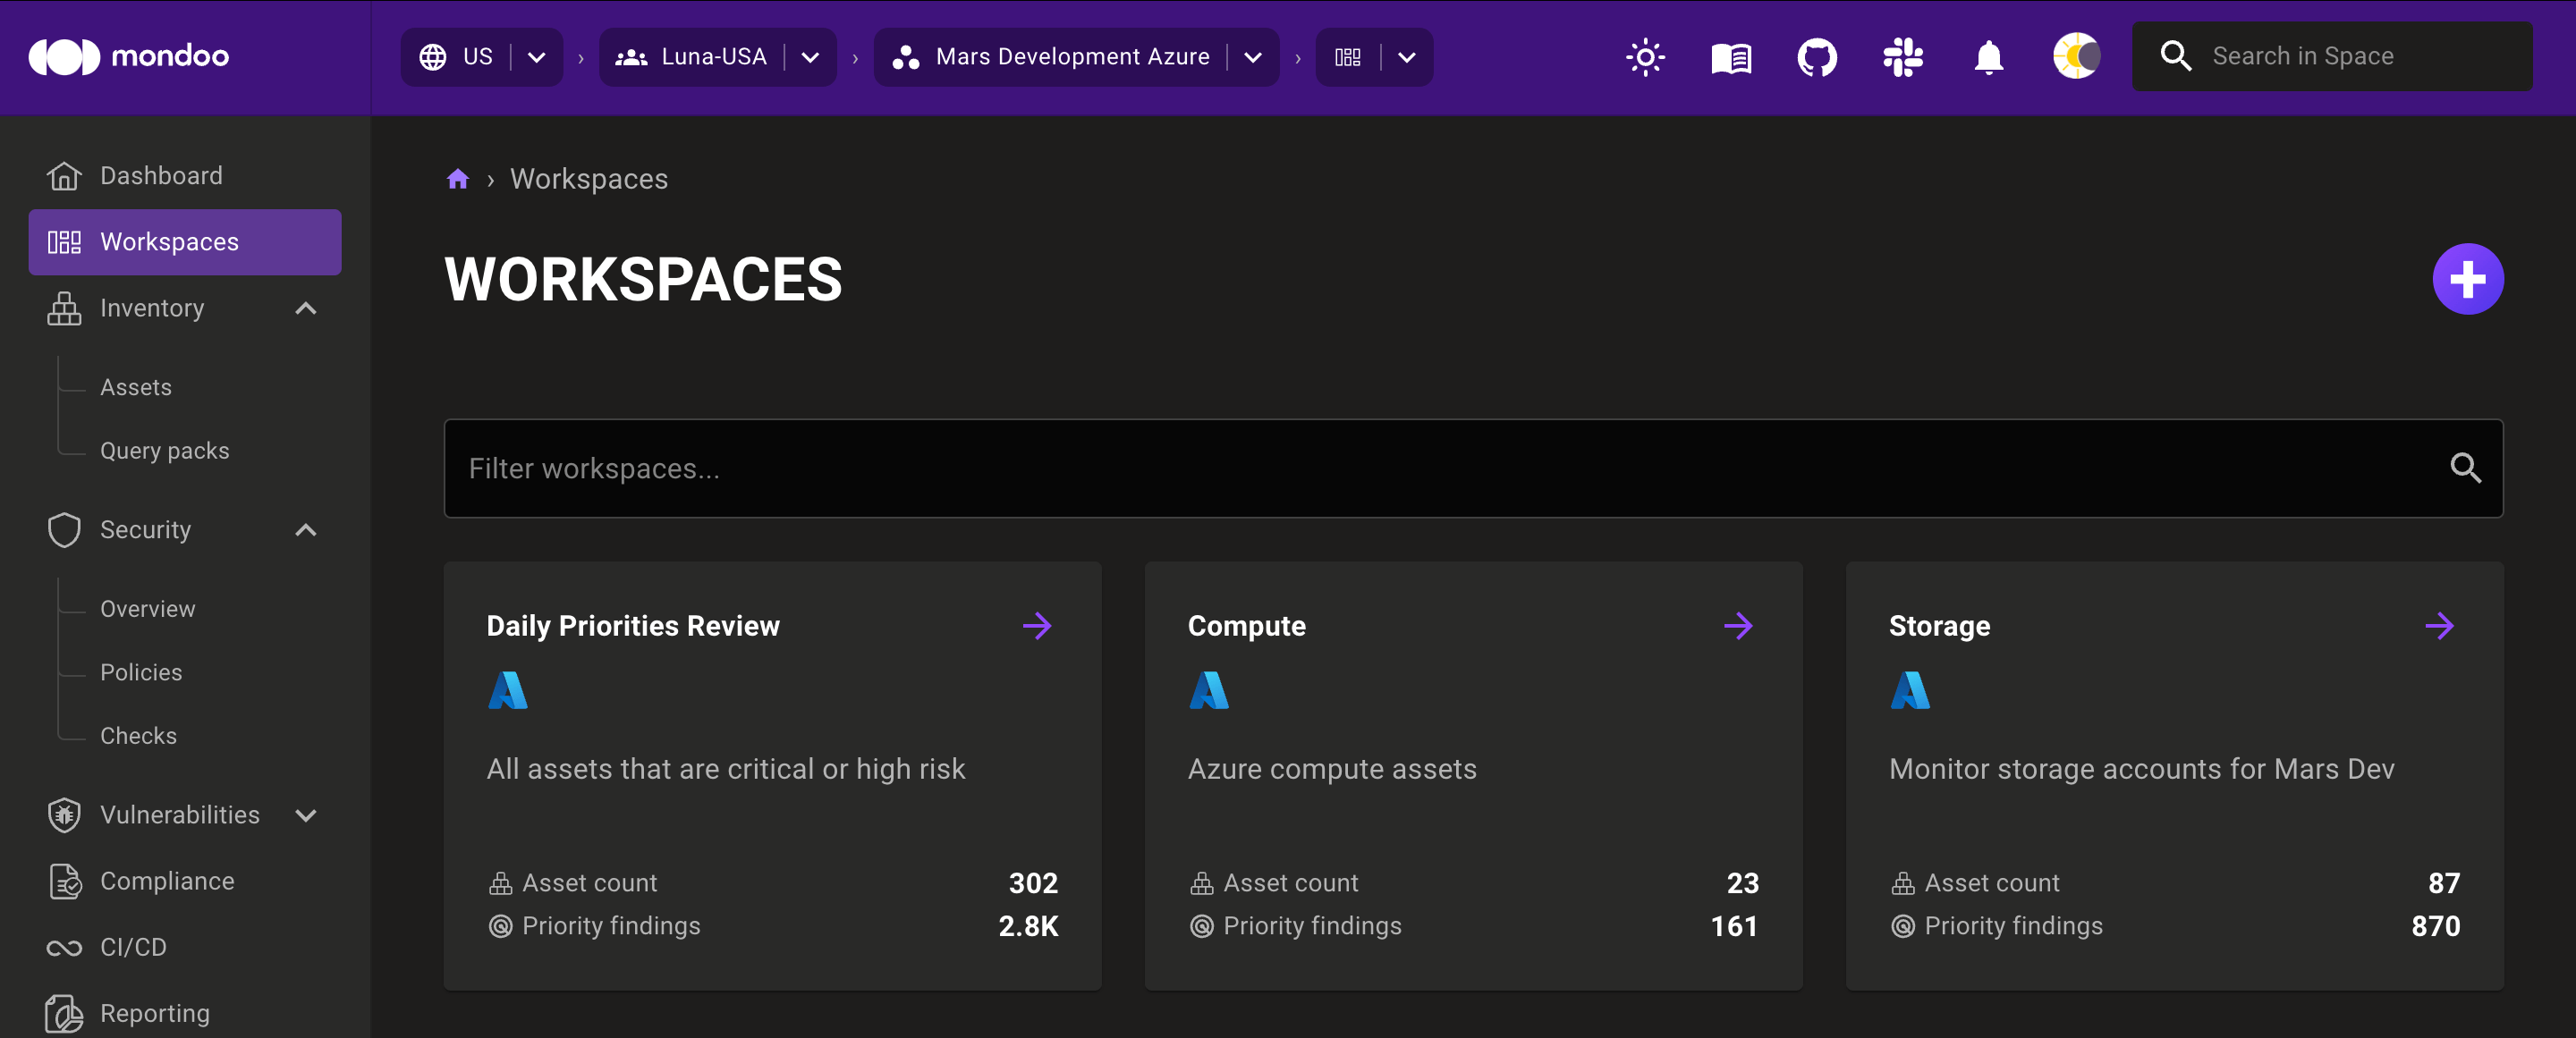 mondoo
US
Luna-USA
Mars Development Azure
Search in Space
Dashboard
Workspaces
Inventory
Assets
Query packs
Security
Overview
Policies
Checks
Vulnerabilities
Compliance
CI/CD
Reporting
Workspaces
WORKSPACES
Filter workspaces...
Daily Priorities Review
All assets that are critical or high risk
Asset count 302
Priority findings 2.8K
Compute
Azure compute assets
Asset count 23
Priority findings 161
Storage
Monitor storage accounts for Mars Dev
Asset count 87
Priority findings 870